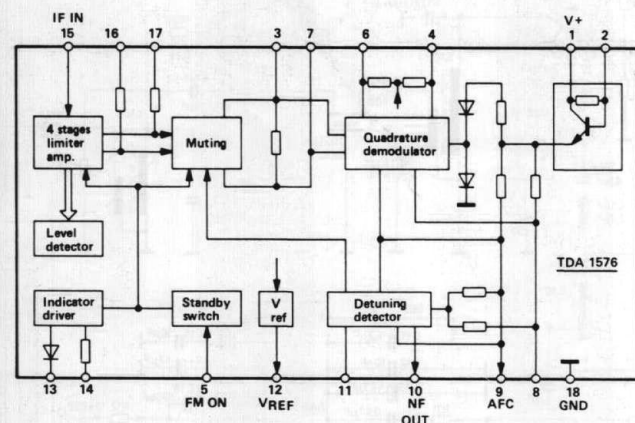 IF IN
V+
15 16 17 3 7 6 4 1 2
4 stages
limiter
amp.
Muting
Quadrature
demodulator
Level
detector
TDA 1576
Indicator
driver
Standby
switch
V
ref
Detuning
detector
13 14 5 12 11 10 9 8 18
FM ON
VREF
NF
OUT
AFC
GND